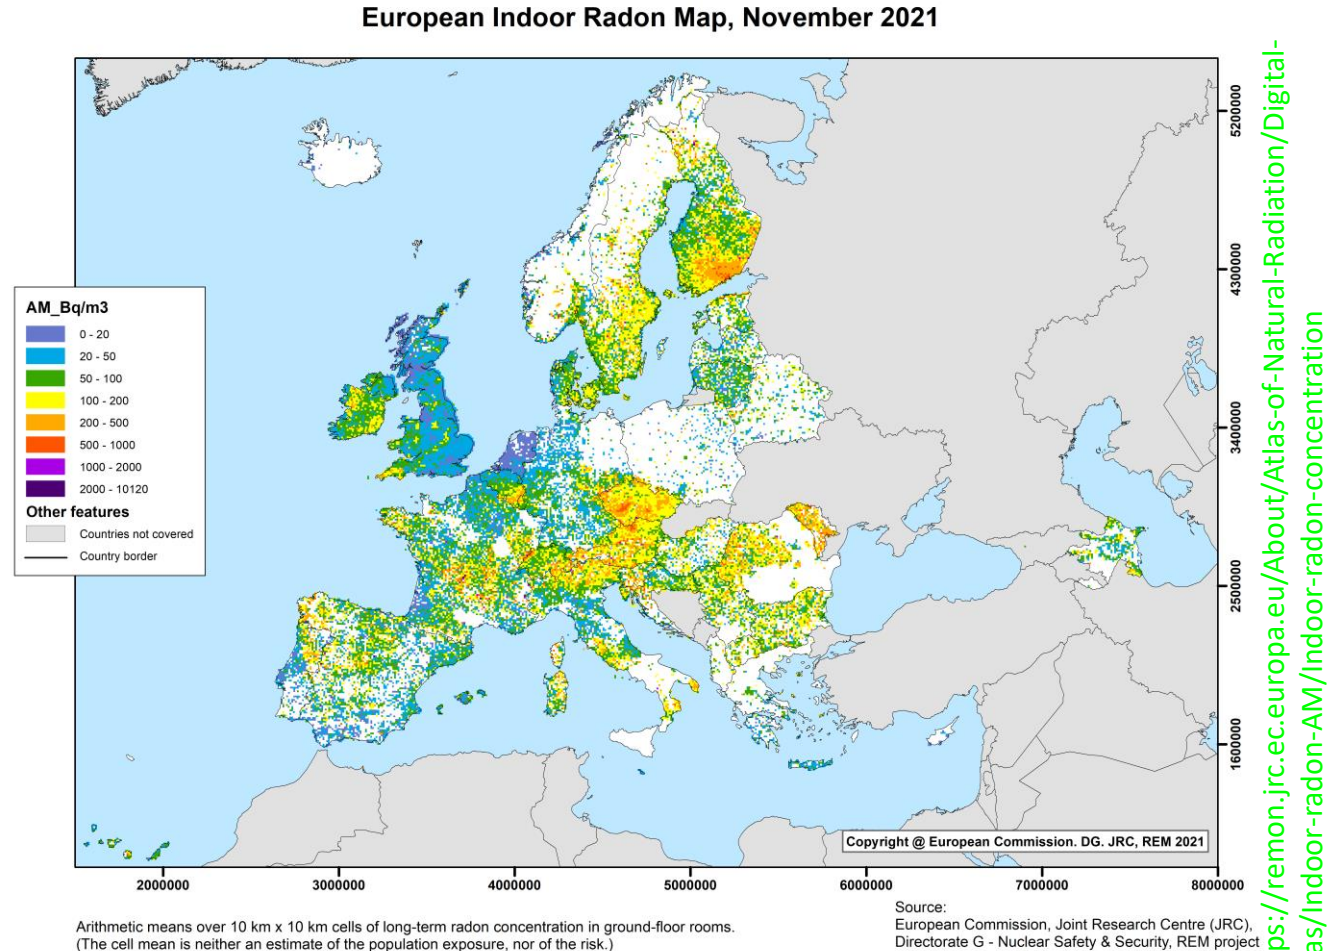 European Indoor Radon Map, November 2021
AM_Bq/m3
0 - 20
20 - 50
50 - 100
100 - 200
200 - 500
500 - 1000
1000 - 2000
2000 - 10120
Other features
Countries not covered
Country border
5200000
4300000
3400000
2500000
1600000
Copyright @ European Commission. DG. JRC, REM 2021
2000000
3000000
4000000
5000000
6000000
7000000
8000000
Arithmetic means over 10 km x 10 km cells of long-term radon concentration in ground-floor rooms.
(The cell mean is neither an estimate of the population exposure, nor of the risk.)
Source:
European Commission, Joint Research Centre (JRC),
Directorate G - Nuclear Safety & Security, REM project
ps://remon.jrc.ec.europa.eu/About/Atlas-of-Natural-Radiation/Digital-
as/Indoor-radon-AM/Indoor-radon-concentration